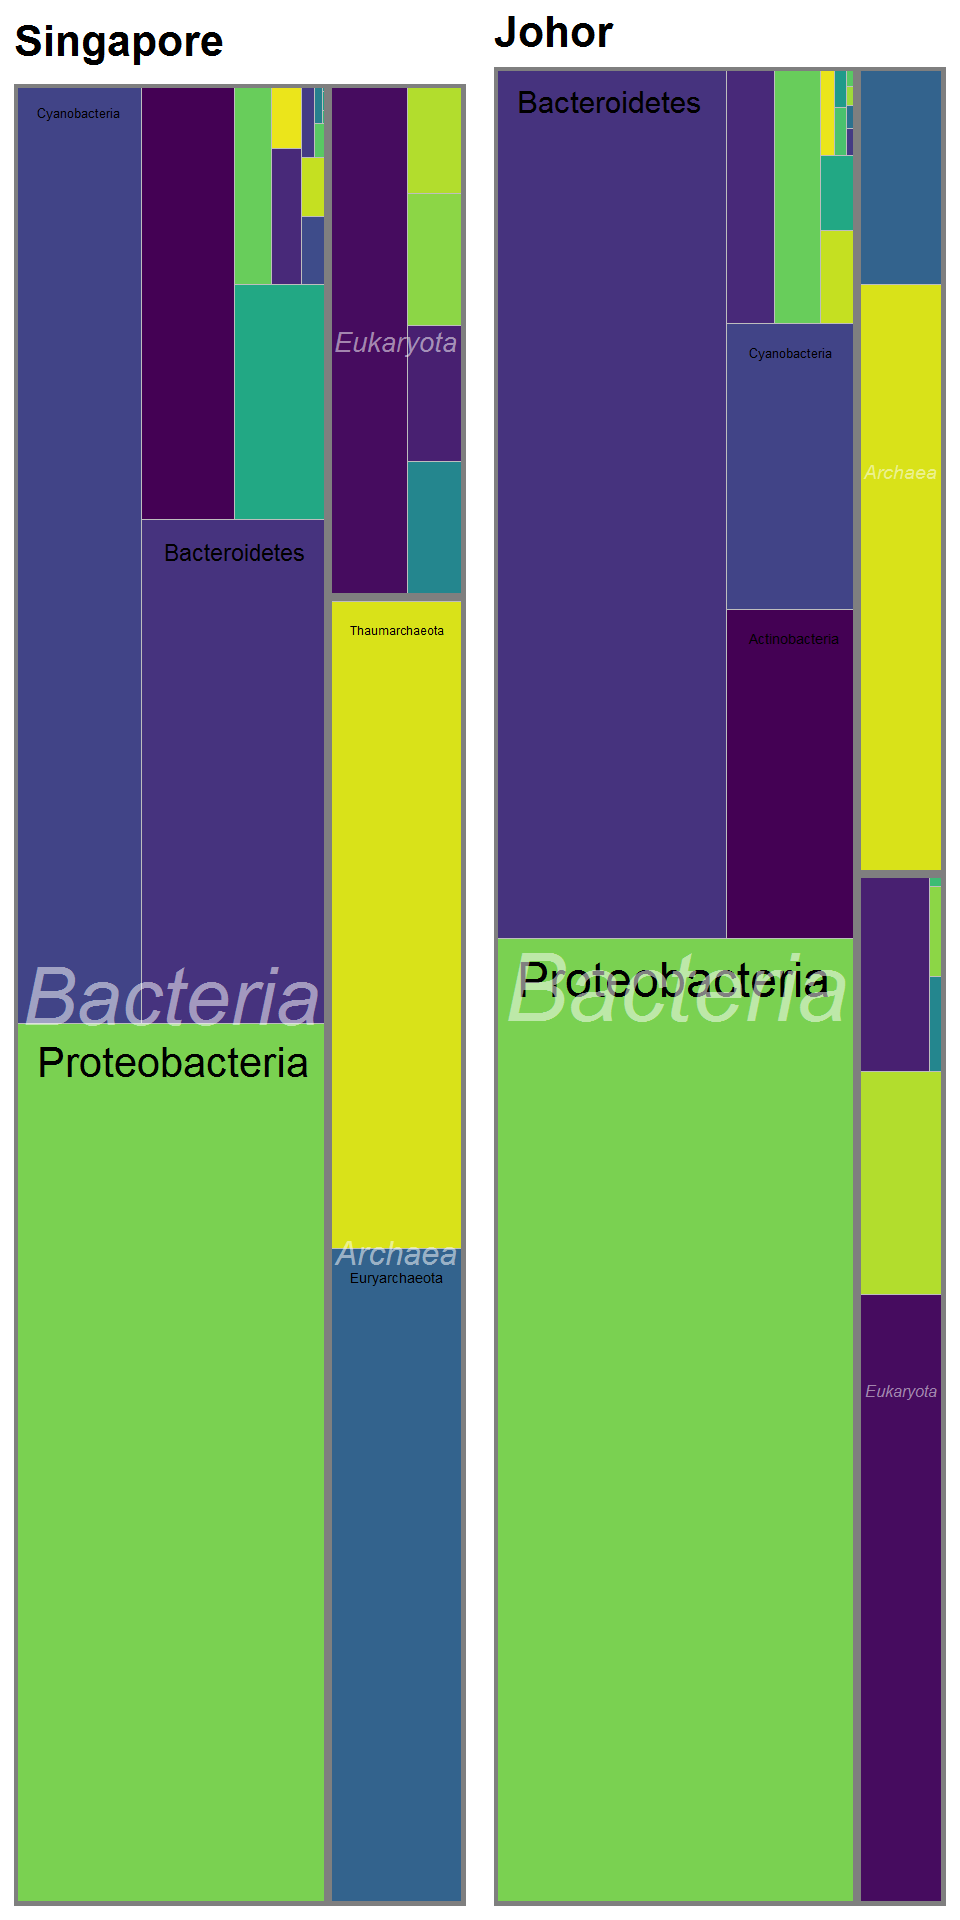 Singapore
Cyanobacteria
Eukaryota
Bacteroidetes
Thaumarchaeota
Bacteria
Proteobacteria
Archaea
Euryarchaeota
Johor
Bacteroidetes
Cyanobacteria
Archaea
Actinobacteria
Proteobacteria
Bacteria
Eukaryota